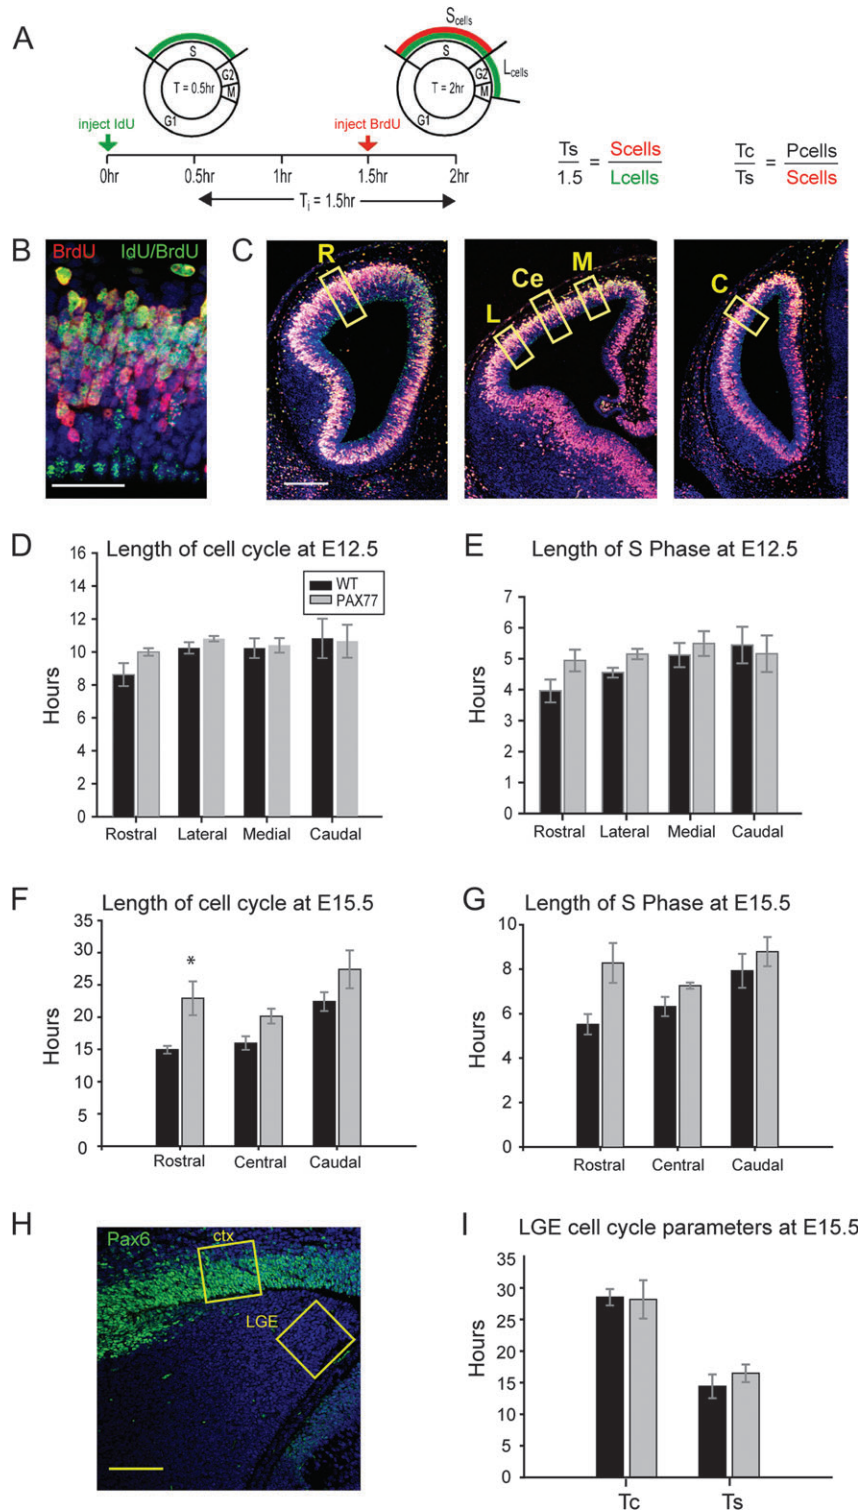 A
S
G2
M
G1
T = 0.5hr
Scells
Lcells
S
G2
M
G1
T = 2hr
inject IdU
inject BrdU
0hr 0.5hr 1hr 1.5hr 2hr
Ti = 1.5hr
Ts / 1.5 = Scells / Lcells
Tc / Ts = Pcells / Scells
B
BrdU IdU/BrdU
C
R
L Ce M
C
D
Length of cell cycle at E12.5
WT
PAX77
Hours
16
14
12
10
8
6
4
2
0
Rostral Lateral Medial Caudal
E
Length of S Phase at E12.5
Hours
7
6
5
4
3
2
1
0
Rostral Lateral Medial Caudal
F
Length of cell cycle at E15.5
Hours
35
30
25
20
15
10
5
0
*
Rostral Central Caudal
G
Length of S Phase at E15.5
Hours
10
8
6
4
2
0
Rostral Central Caudal
H
Pax6
ctx
LGE
I
LGE cell cycle parameters at E15.5
Hours
35
30
25
20
15
10
5
0
Tc Ts